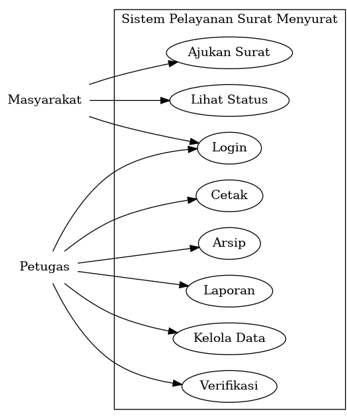 Sistem Pelayanan Surat Menyurat
Ajukan Surat
Masyarakat
Lihat Status
Login
Cetak
Arsip
Petugas
Laporan
Kelola Data
Verifikasi